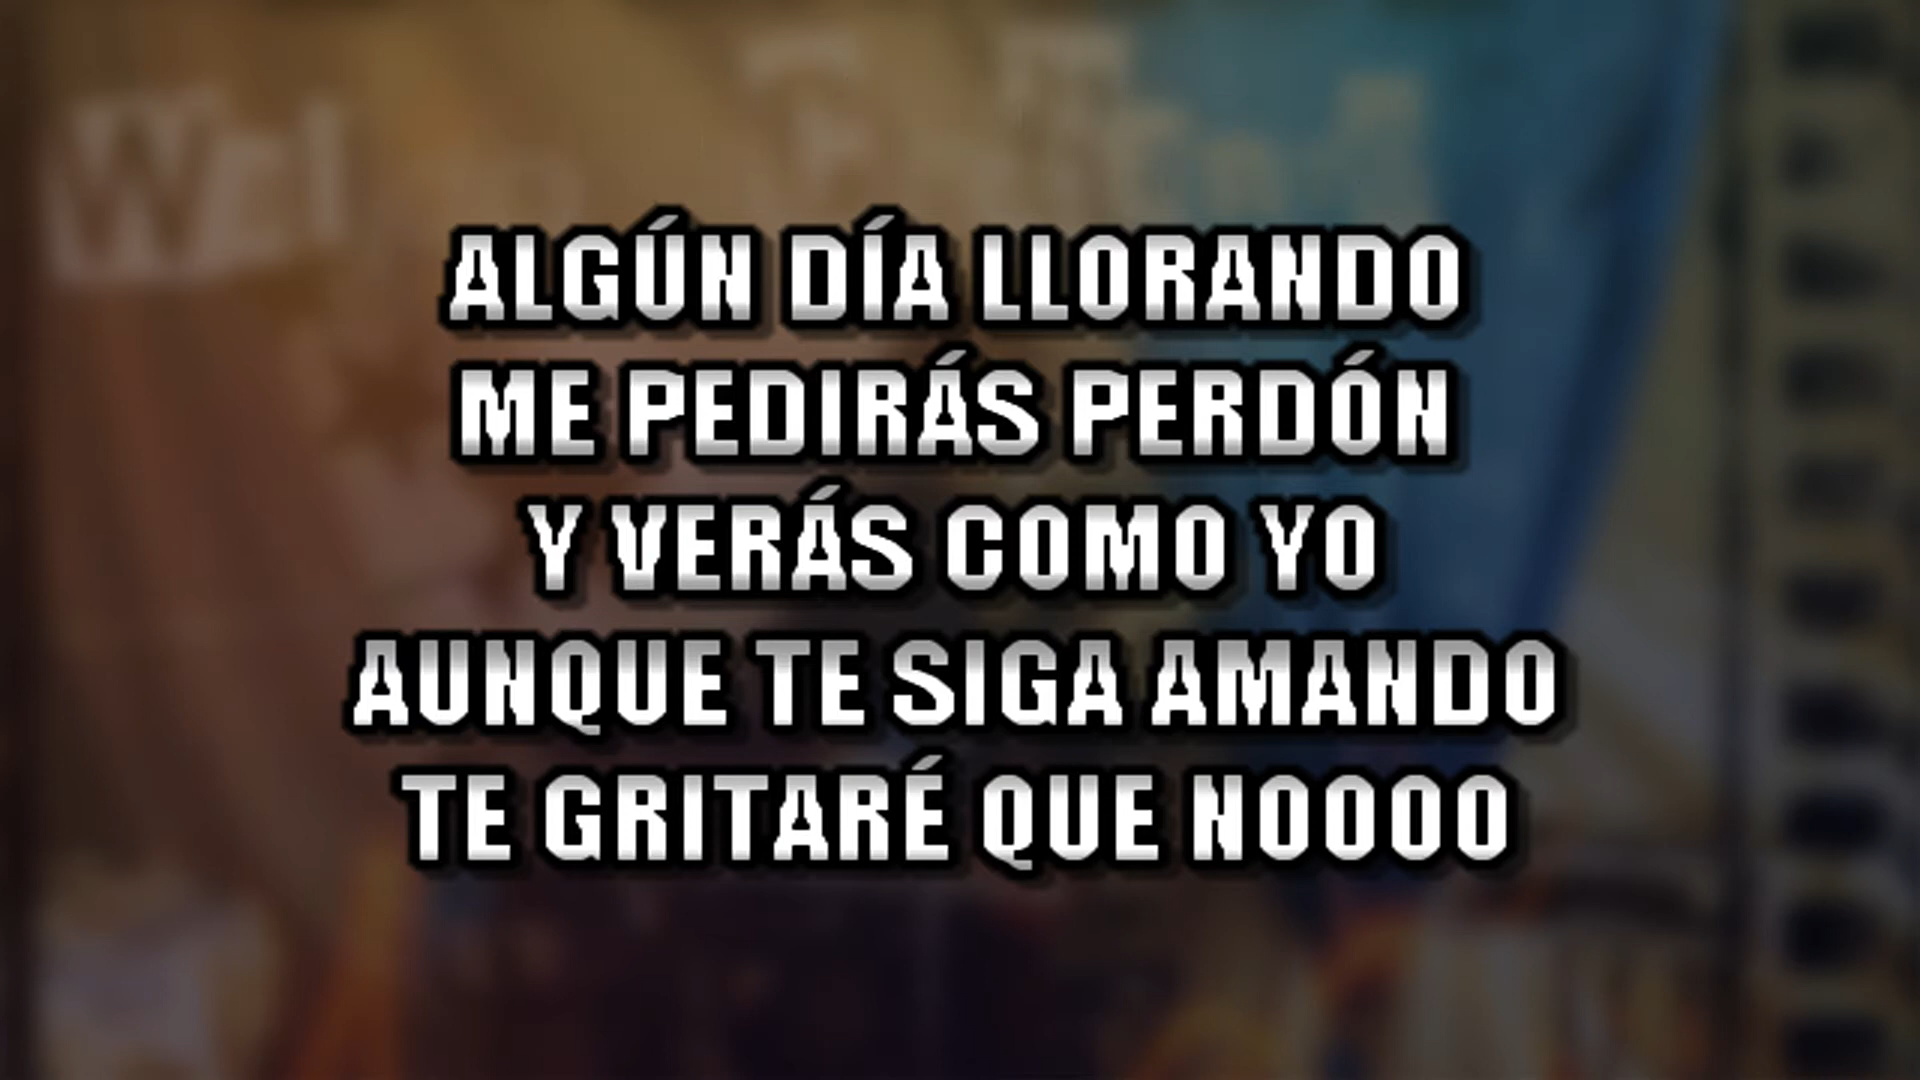 ALGÚN DÍA LLORANDO
ME PEDIRÁS PERDÓN
Y VERÁS COMO YO
AUNQUE TE SIGA AMANDO
TE GRITARÉ QUE NOOOO